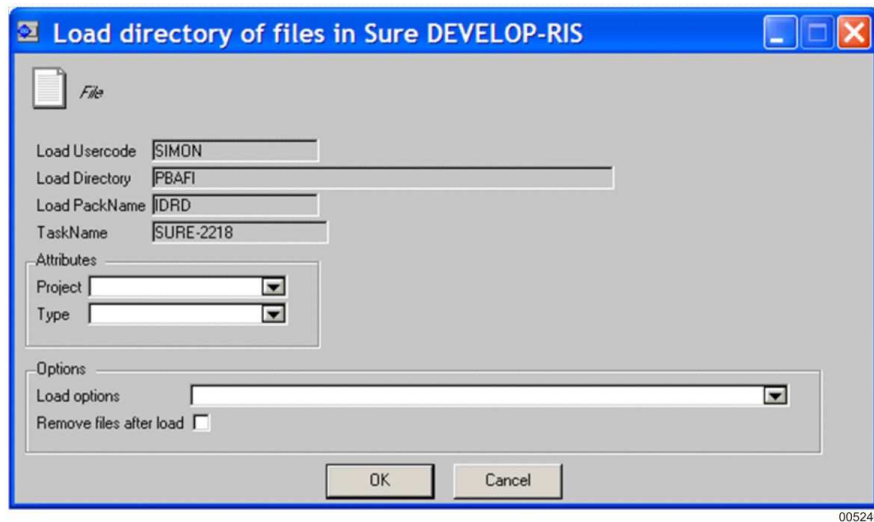 Load directory of files in Sure DEVELOP-RIS
File
Load Usercode SIMON
Load Directory PBAFI
Load PackName IDRD
TaskName SURE-2218
Attributes
Project
Type
Options
Load options
Remove files after load
OK Cancel
00524